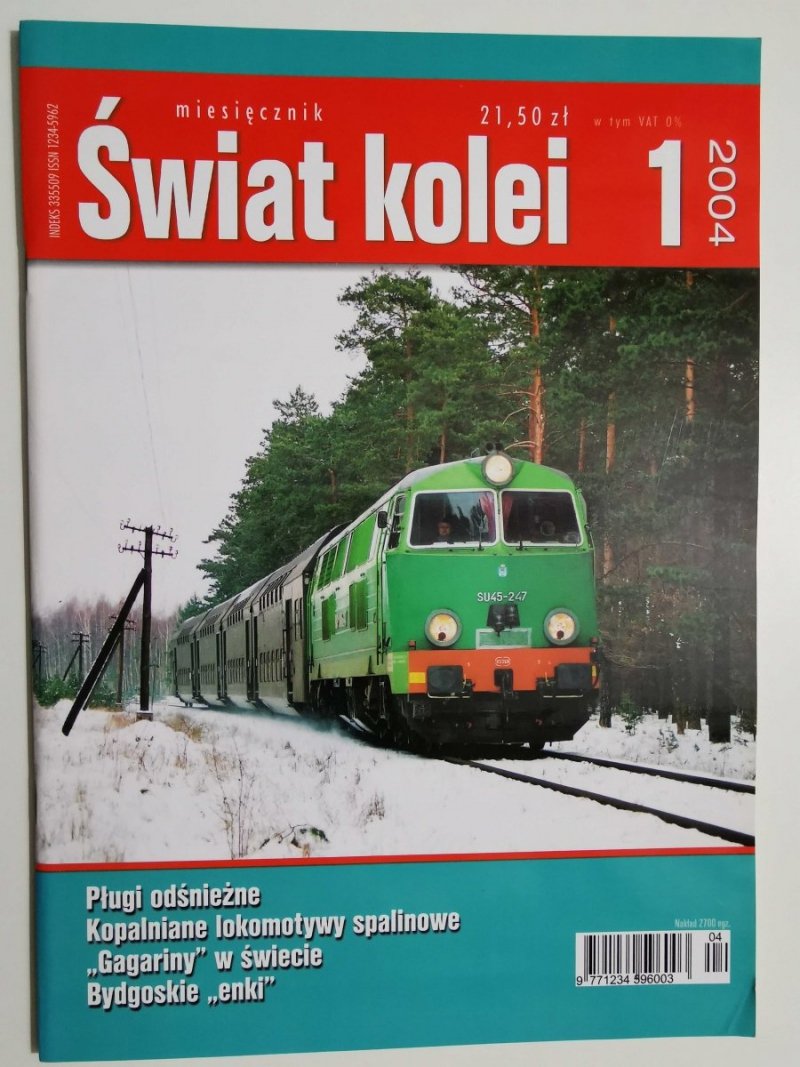 miesięcznik 21,50 zł w tym VAT 0%
INDEKS 335509 ISSN 1234-5962
Świat kolei 1 2004
SU45-247
Pługi odśnieżne
Kopalniane lokomotywy spalinowe
„Gagariny” w świecie
Bydgoskie „enki”
Nakład 2700 egz.
04
9 771234 596003